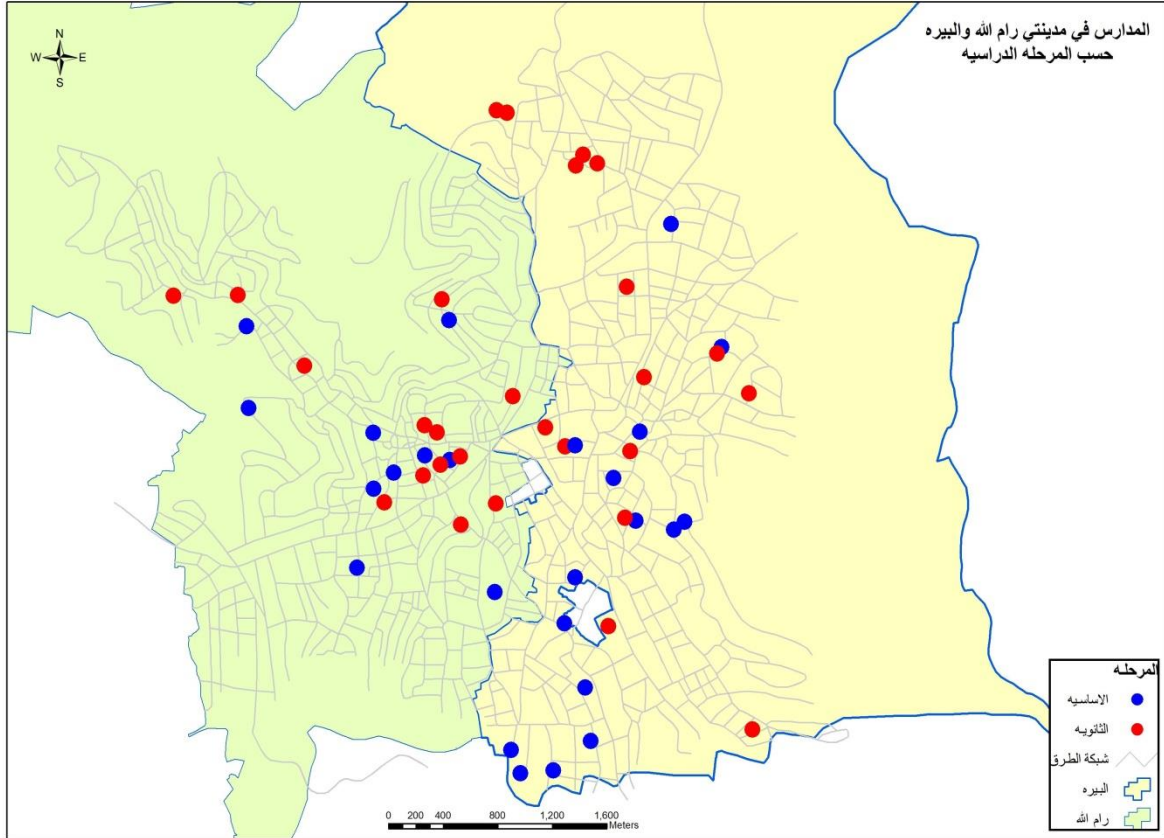 المدارس في مدينتي رام الله والبيره
حسب المرحله الدراسيه
N
W E
S
المرحله
الاساسيه
الثانويه
شبكة الطرق
البيره
رام الله
0 200 400 800 1,200 1,600
Meters